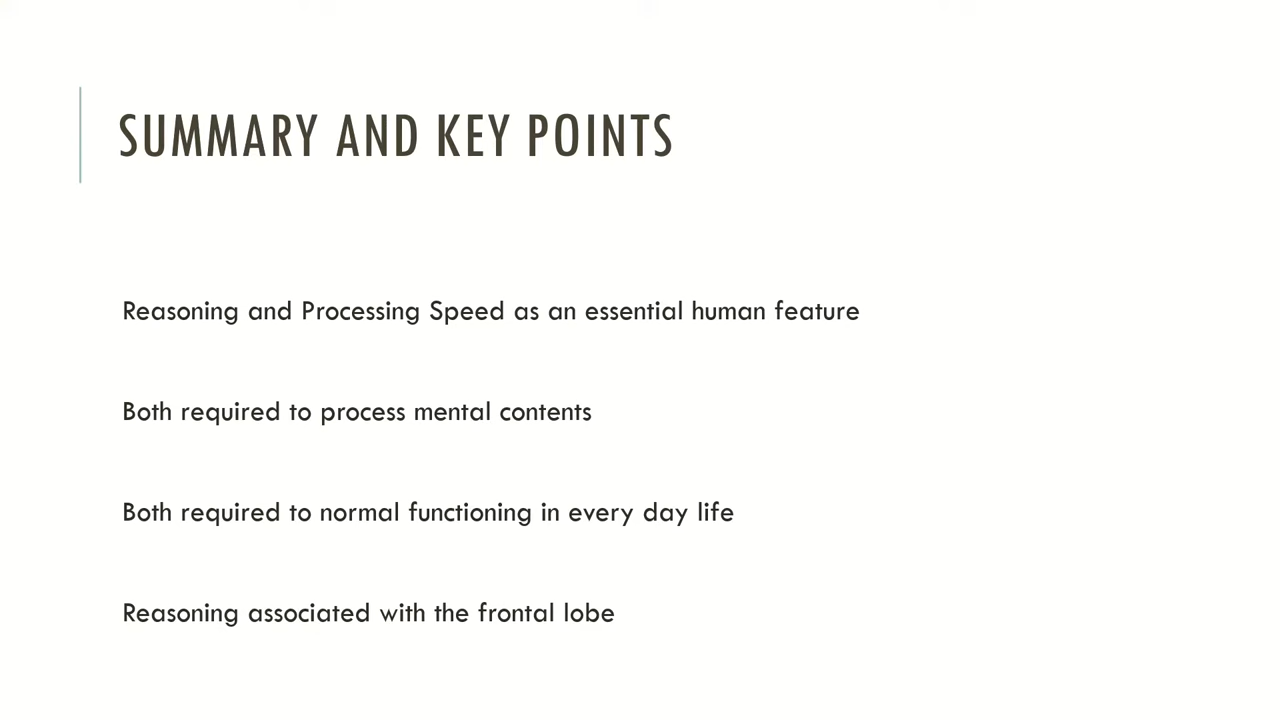 SUMMARY AND KEY POINTS
Reasoning and Processing Speed as an essential human feature
Both required to process mental contents
Both required to normal functioning in every day life
Reasoning associated with the frontal lobe